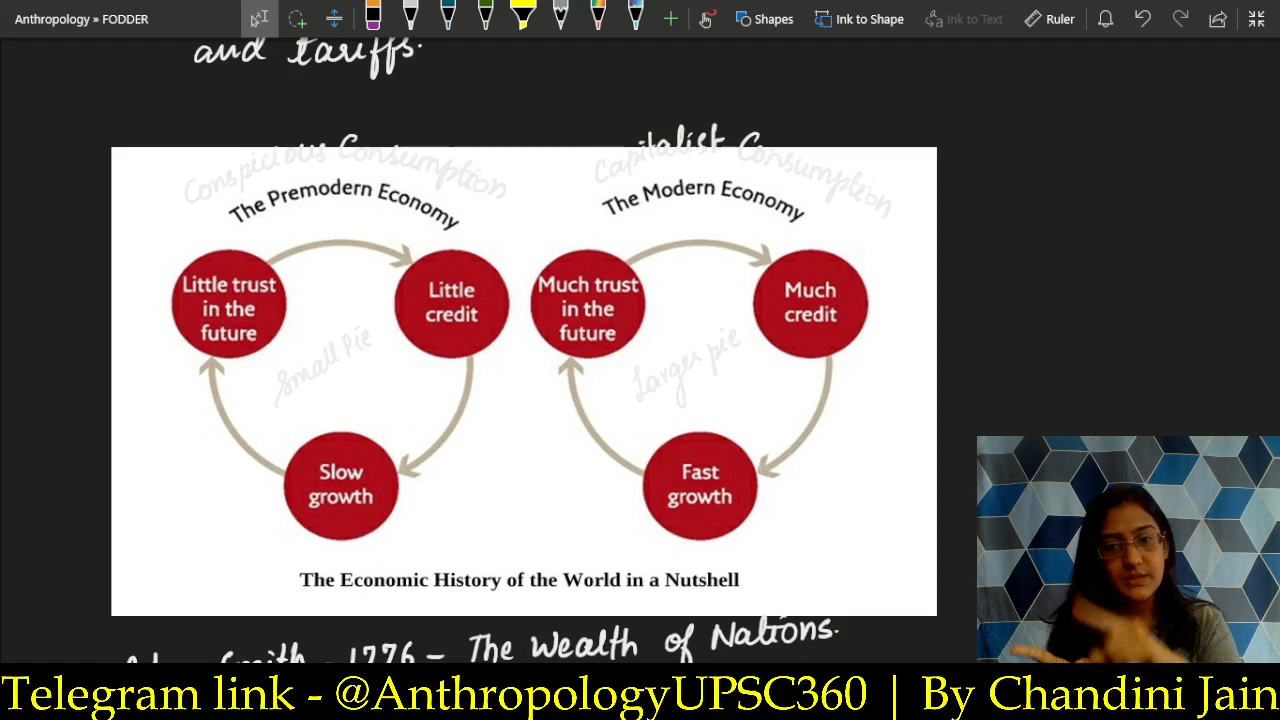 Anthropology » FODDER
Shapes
Ink to Shape
Ink to Text
Ruler
and tariffs.
Conspicious Consumption
Capitalist Consumption
The Premodern Economy
The Modern Economy
Little trust
in the
future
Little
credit
Much trust
in the
future
Much
credit
Small Pie
Larger pie
Slow
growth
Fast
growth
The Economic History of the World in a Nutshell
Smith - 1776 - The Wealth of Nations.
Telegram link - @AnthropologyUPSC360 | By Chandini Jain